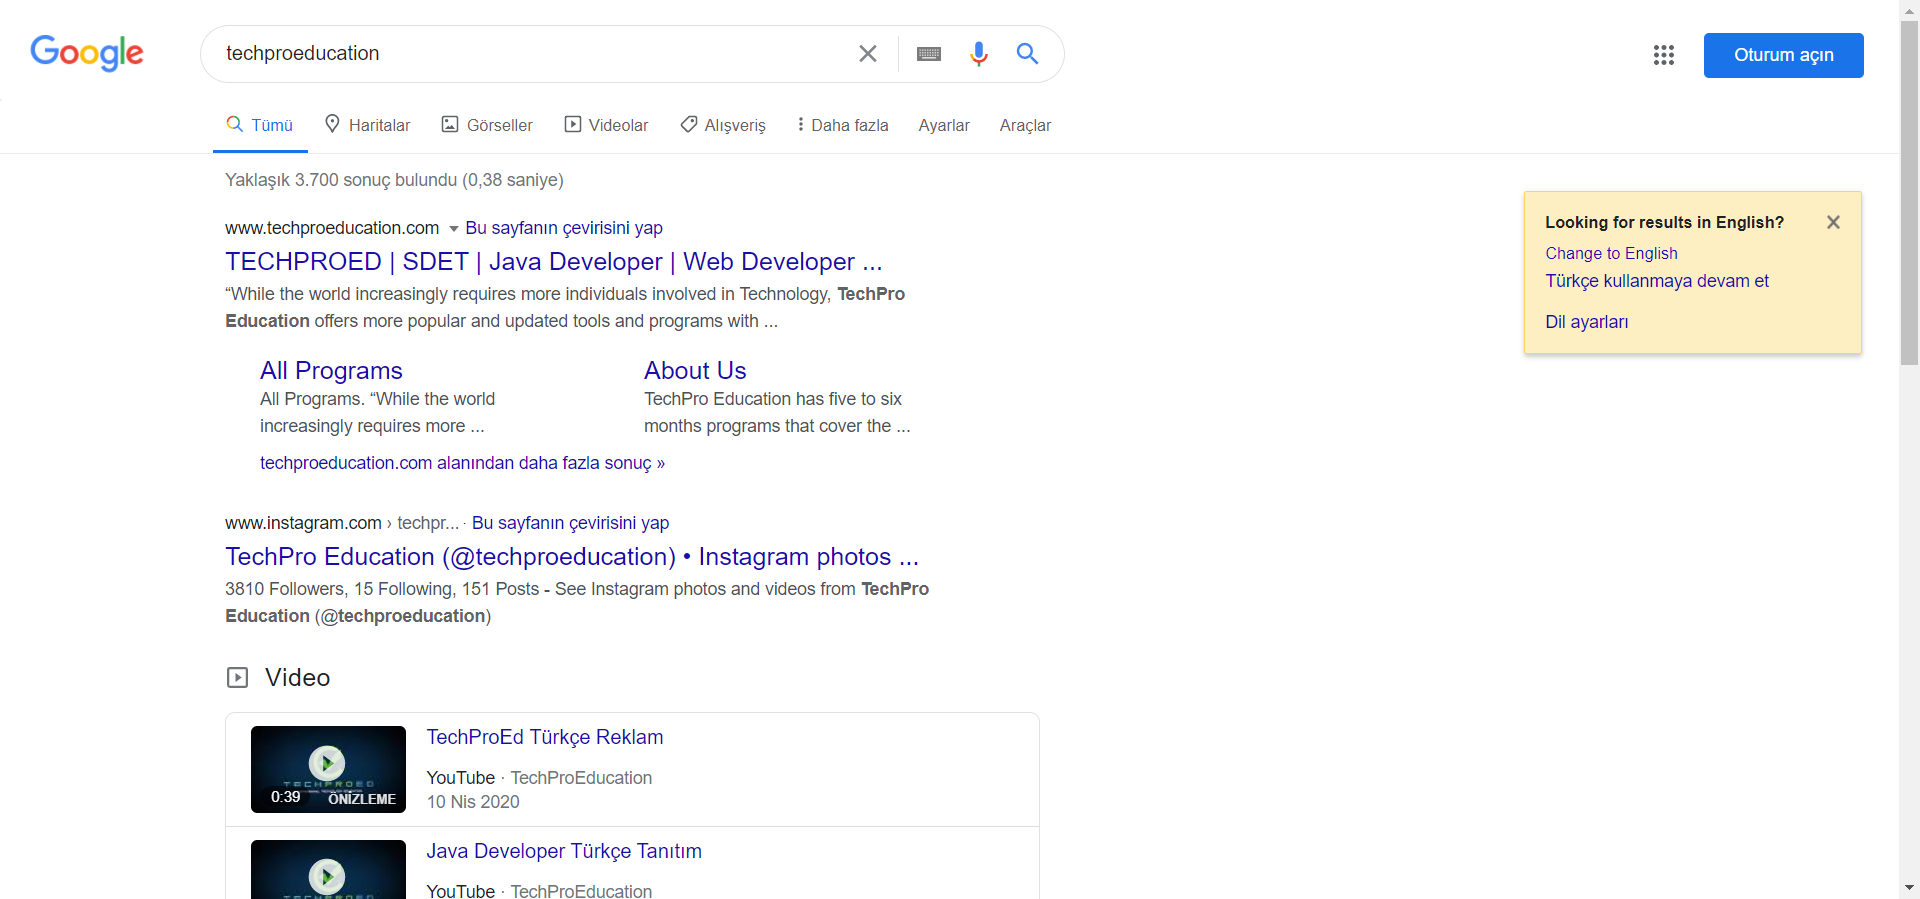 Google
techproeducation
Oturum açın
Tümü
Haritalar
Görseller
Videolar
Alışveriş
Daha fazla
Ayarlar
Araçlar
Yaklaşık 3.700 sonuç bulundu (0,38 saniye)
www.techproeducation.com Bu sayfanın çevirisini yap
TECHPROED | SDET | Java Developer | Web Developer ...
“While the world increasingly requires more individuals involved in Technology, TechPro
Education offers more popular and updated tools and programs with ...
All Programs
All Programs. “While the world
increasingly requires more ...
About Us
TechPro Education has five to six
months programs that cover the ...
techproeducation.com alanından daha fazla sonuç »
www.instagram.com › techpr... · Bu sayfanın çevirisini yap
TechPro Education (@techproeducation) • Instagram photos ...
3810 Followers, 15 Following, 151 Posts - See Instagram photos and videos from TechPro
Education (@techproeducation)
Video
TECHPROED
0:39
ÖNİZLEME
TechProEd Türkçe Reklam
YouTube · TechProEducation
10 Nis 2020
Java Developer Türkçe Tanıtım
YouTube · TechProEducation
Looking for results in English?
Change to English
Türkçe kullanmaya devam et
Dil ayarları